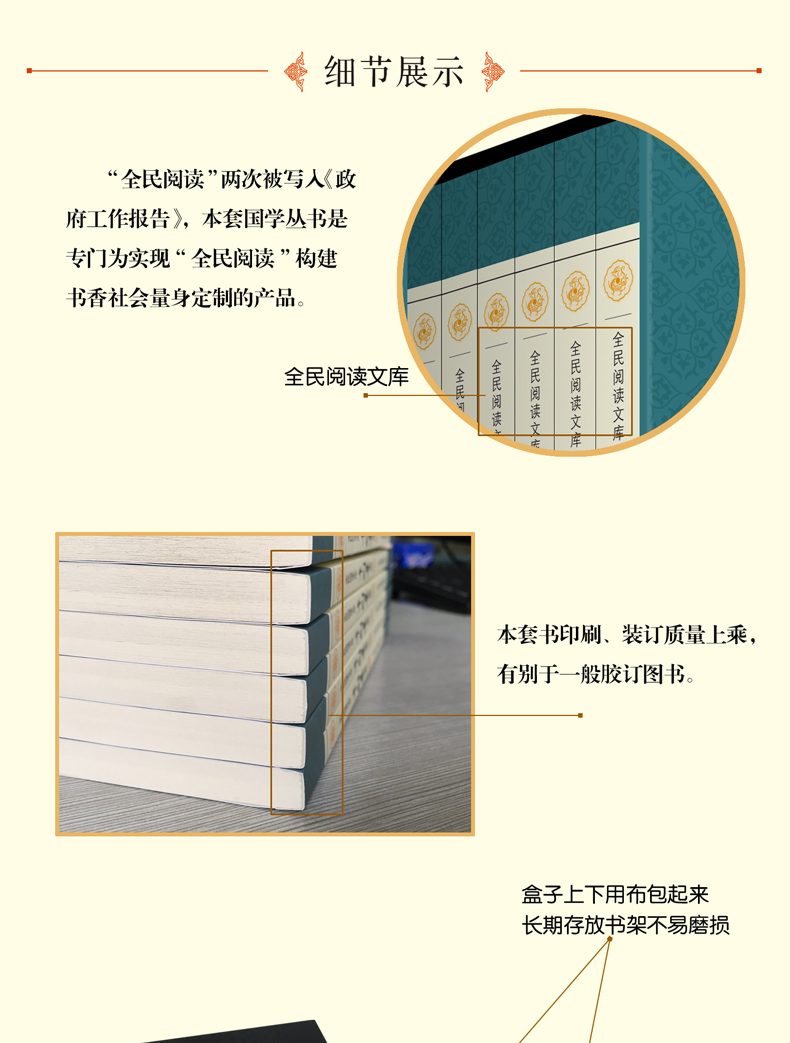 细节展示
“全民阅读”两次被写入《政
府工作报告》，本套国学丛书是
专门为实现“全民阅读”构建
书香社会量身定制的产品。
全民阅读文库
全民
全民阅读文
全民阅读文库
全民阅读文库
全民阅读文库
本套书印刷、装订质量上乘，
有别于一般胶订图书。
盒子上下用布包起来
长期存放书架不易磨损